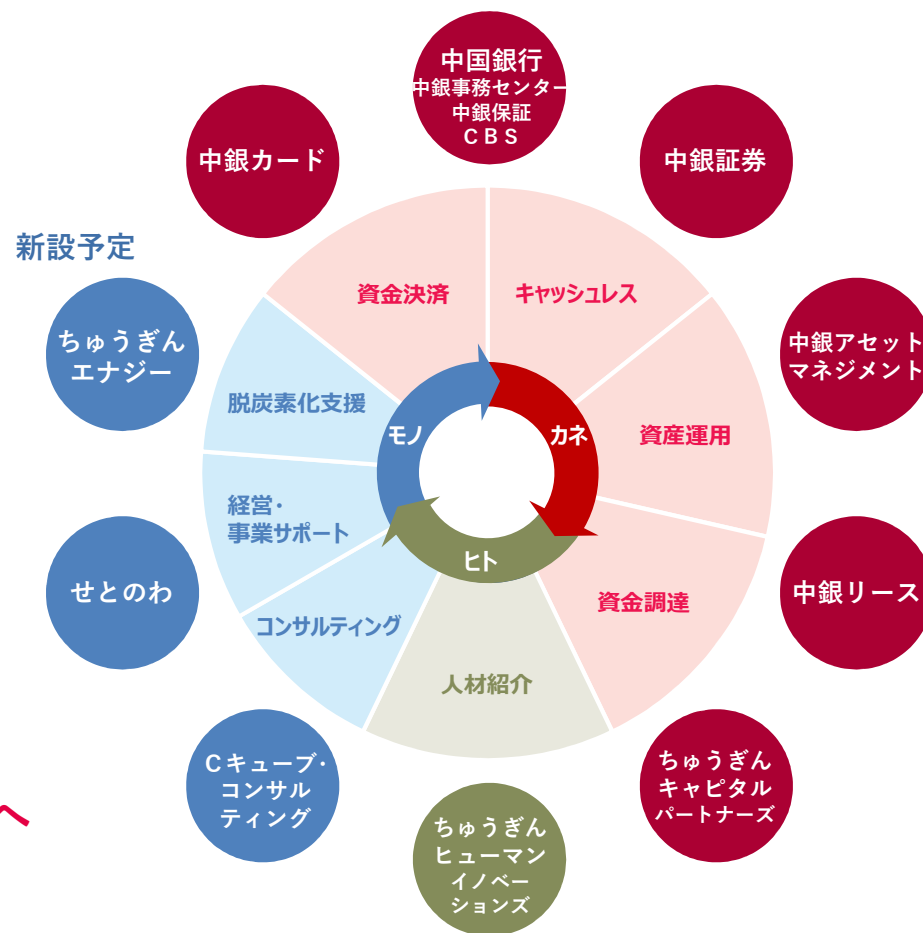 中国銀行
中銀事務センター
中銀保証
ＣＢＳ
中銀カード
中銀証券
新設予定
ちゅうぎん
エナジー
中銀アセット
マネジメント
せとのわ
中銀リース
Ｃキューブ・
コンサル
ティング
ちゅうぎん
キャピタル
パートナーズ
ちゅうぎん
ヒューマン
イノベー
ションズ
資金決済
キャッシュレス
脱炭素化支援
資産運用
経営・
事業サポート
資金調達
コンサルティング
人材紹介
モノ
カネ
ヒト
へ